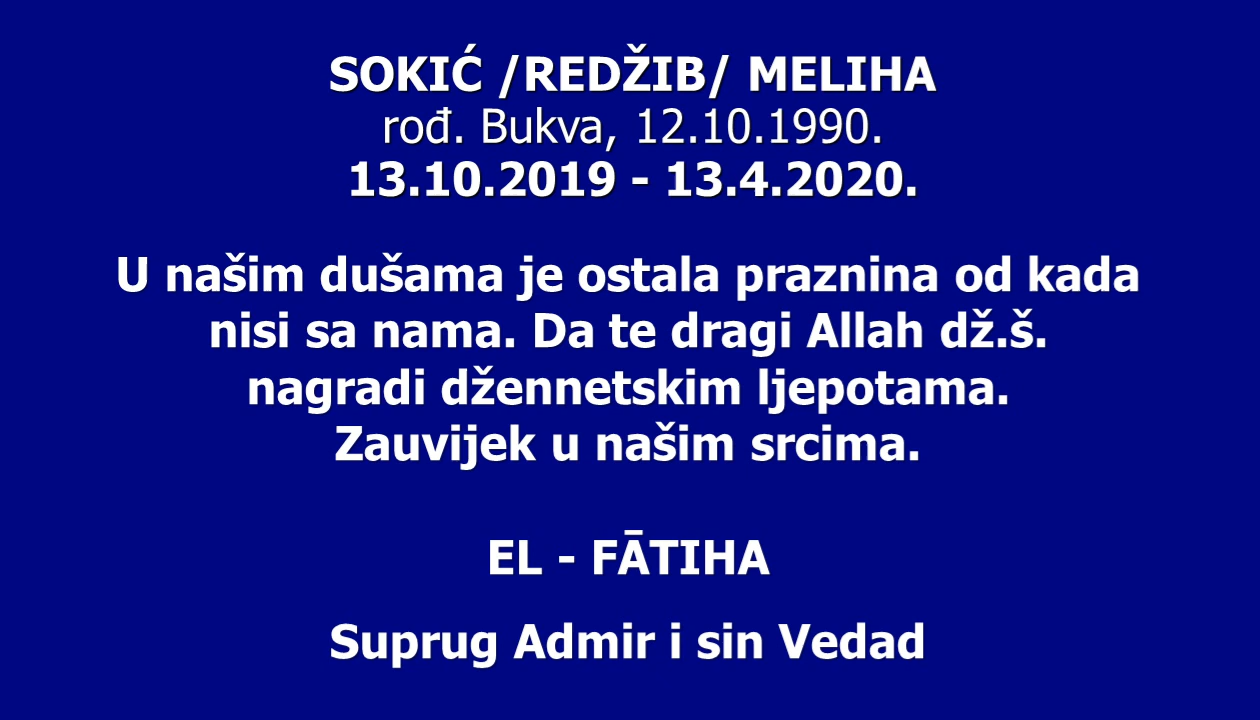 SOKIĆ /REDŽIB/ MELIHA
rođ. Bukva, 12.10.1990.
13.10.2019 - 13.4.2020.
U našim dušama je ostala praznina od kada
nisi sa nama. Da te dragi Allah dž.š.
nagradi džennetskim ljepotama.
Zauvijek u našim srcima.
EL - FĀTIHA
Suprug Admir i sin Vedad